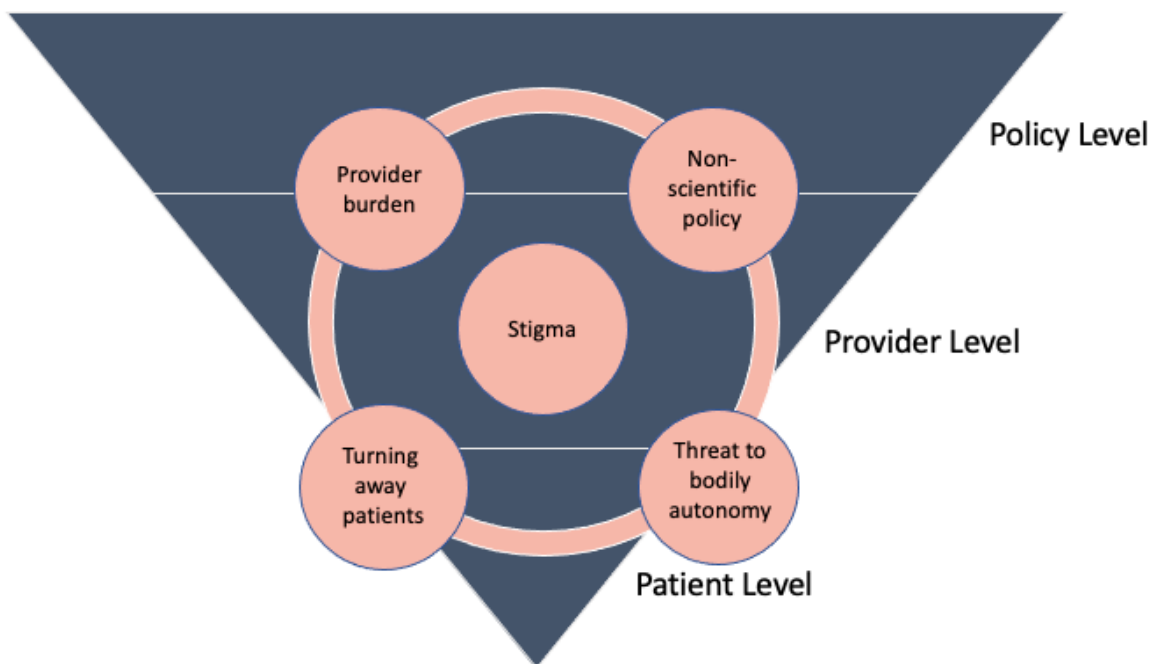 Policy Level
Provider
burden
Non-
scientific
policy
Stigma
Provider Level
Turning
away
patients
Threat to
bodily
autonomy
Patient Level